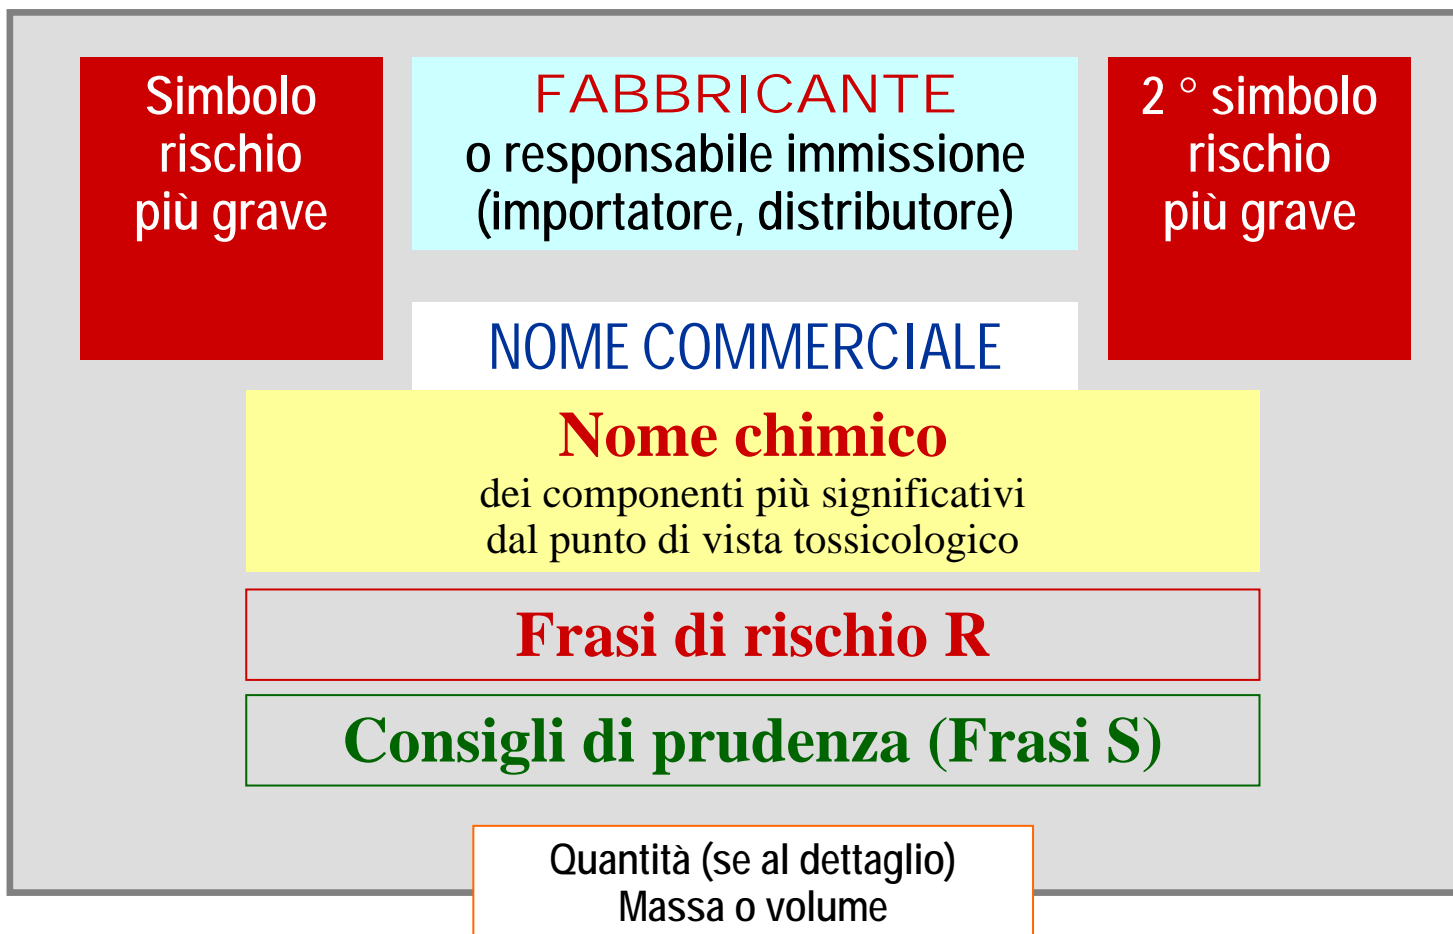 Simbolo
rischio
più grave
FABBRICANTE
o responsabile immissione
(importatore, distributore)
2 ° simbolo
rischio
più grave
NOME COMMERCIALE
Nome chimico
dei componenti più significativi
dal punto di vista tossicologico
Frasi di rischio R
Consigli di prudenza (Frasi S)
Quantità (se al dettaglio)
Massa o volume